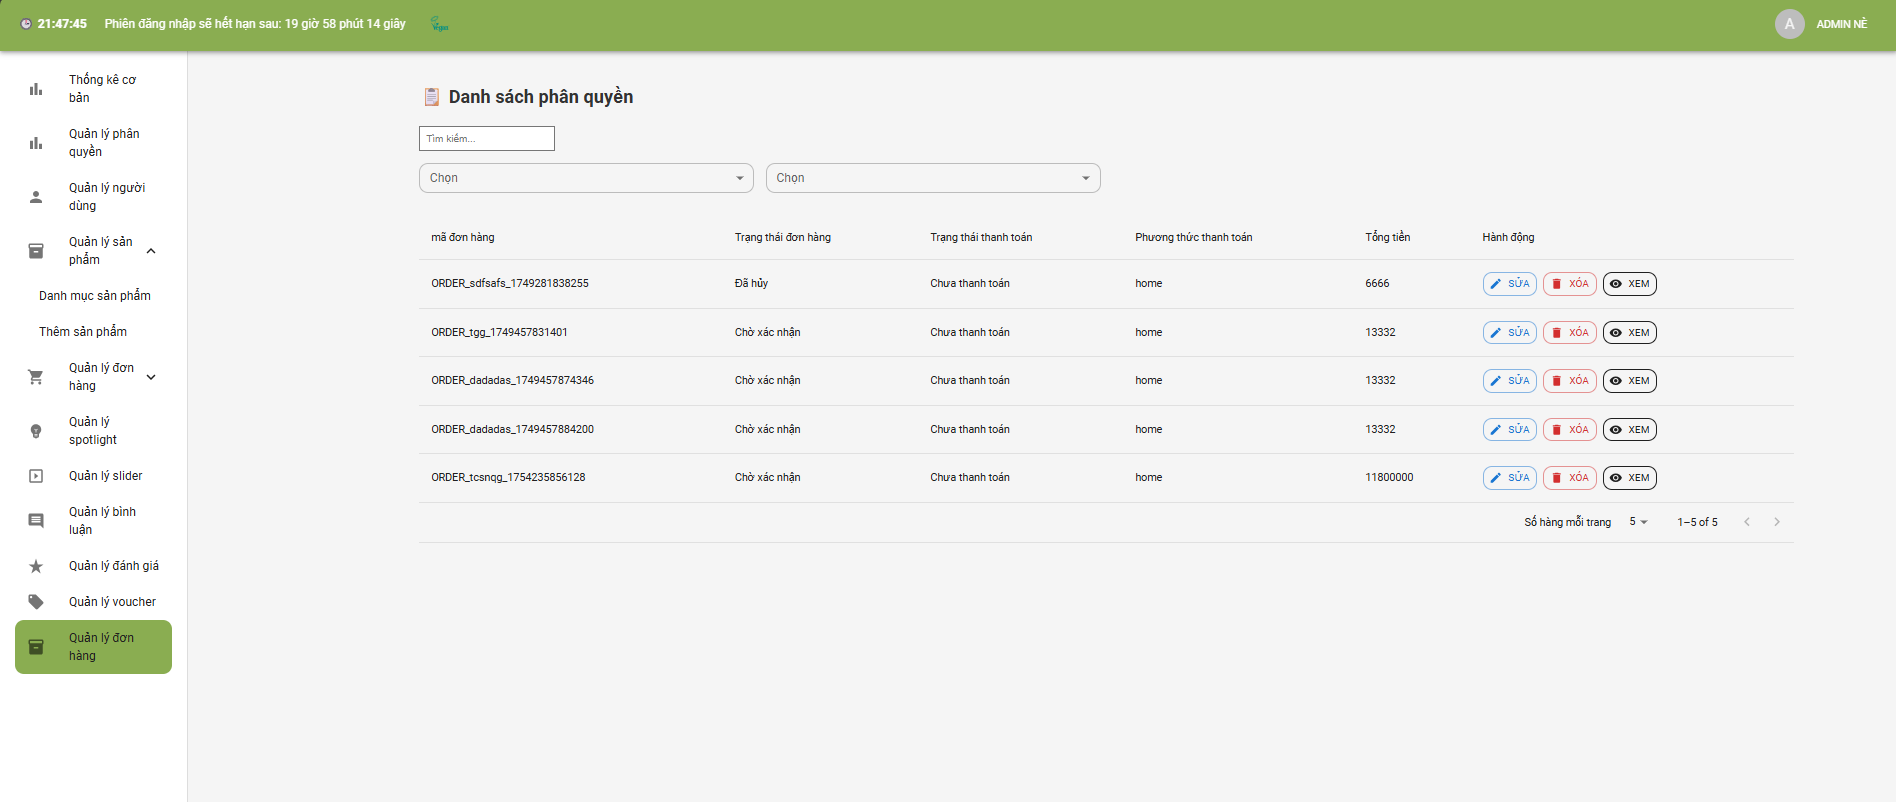 21:47:45 Phiên đăng nhập sẽ hết hạn sau: 19 giờ 58 phút 14 giây
Vegan
A ADMIN NÈ
Thống kê cơ
bản
Quản lý phân
quyền
Quản lý người
dùng
Quản lý sản
phẩm
Danh mục sản phẩm
Thêm sản phẩm
Quản lý đơn
hàng
Quản lý
spotlight
Quản lý slider
Quản lý bình
luận
Quản lý đánh giá
Quản lý voucher
Quản lý đơn
hàng
Danh sách phân quyền
Tìm kiếm...
Chọn Chọn
mã đơn hàng Trạng thái đơn hàng Trạng thái thanh toán Phương thức thanh toán Tổng tiền Hành động
ORDER_sdfsafs_1749281838255 Đã hủy Chưa thanh toán home 6666 SỬA XÓA XEM
ORDER_tgg_1749457831401 Chờ xác nhận Chưa thanh toán home 13332 SỬA XÓA XEM
ORDER_dadadas_1749457874346 Chờ xác nhận Chưa thanh toán home 13332 SỬA XÓA XEM
ORDER_dadadas_1749457884200 Chờ xác nhận Chưa thanh toán home 13332 SỬA XÓA XEM
ORDER_tcsnqg_1754235856128 Chờ xác nhận Chưa thanh toán home 11800000 SỬA XÓA XEM
Số hàng mỗi trang 5 1–5 of 5